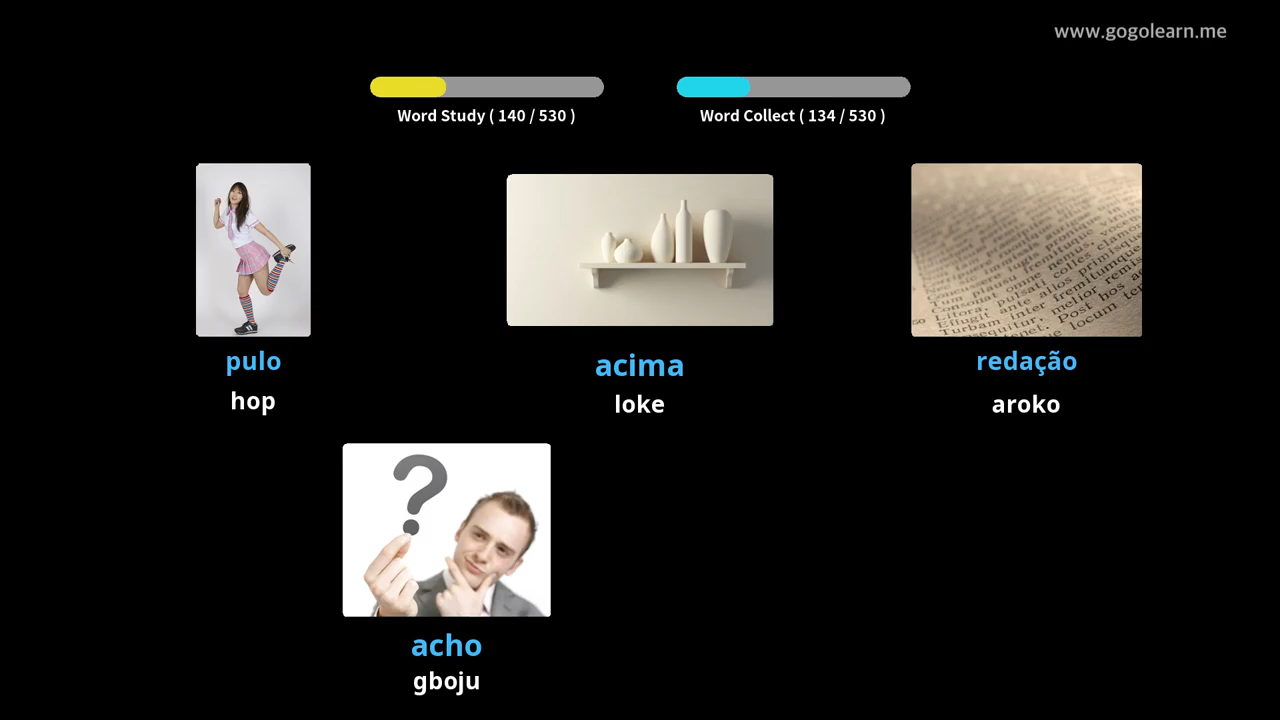 www.gogolearn.me
Word Study ( 140 / 530 )
Word Collect ( 134 / 530 )
pulo
hop
acima
loke
redação
aroko
acho
gboju